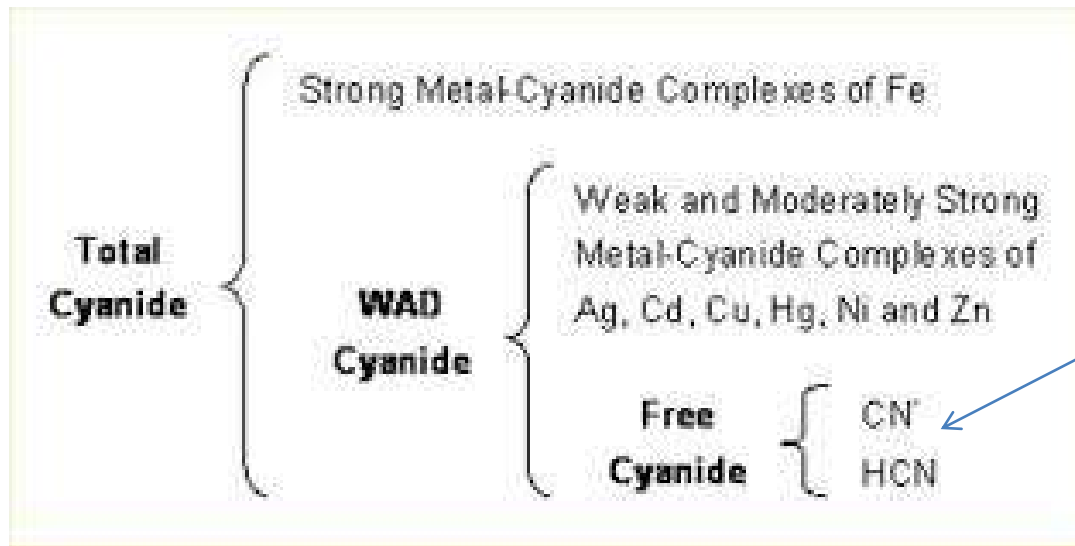 Strong Metal-Cyanide Complexes of Fe
Total
Cyanide
WAD
Cyanide
Weak and Moderately Strong
Metal-Cyanide Complexes of
Ag, Cd, Cu, Hg, Ni and Zn
Free
Cyanide
CN⁻
HCN